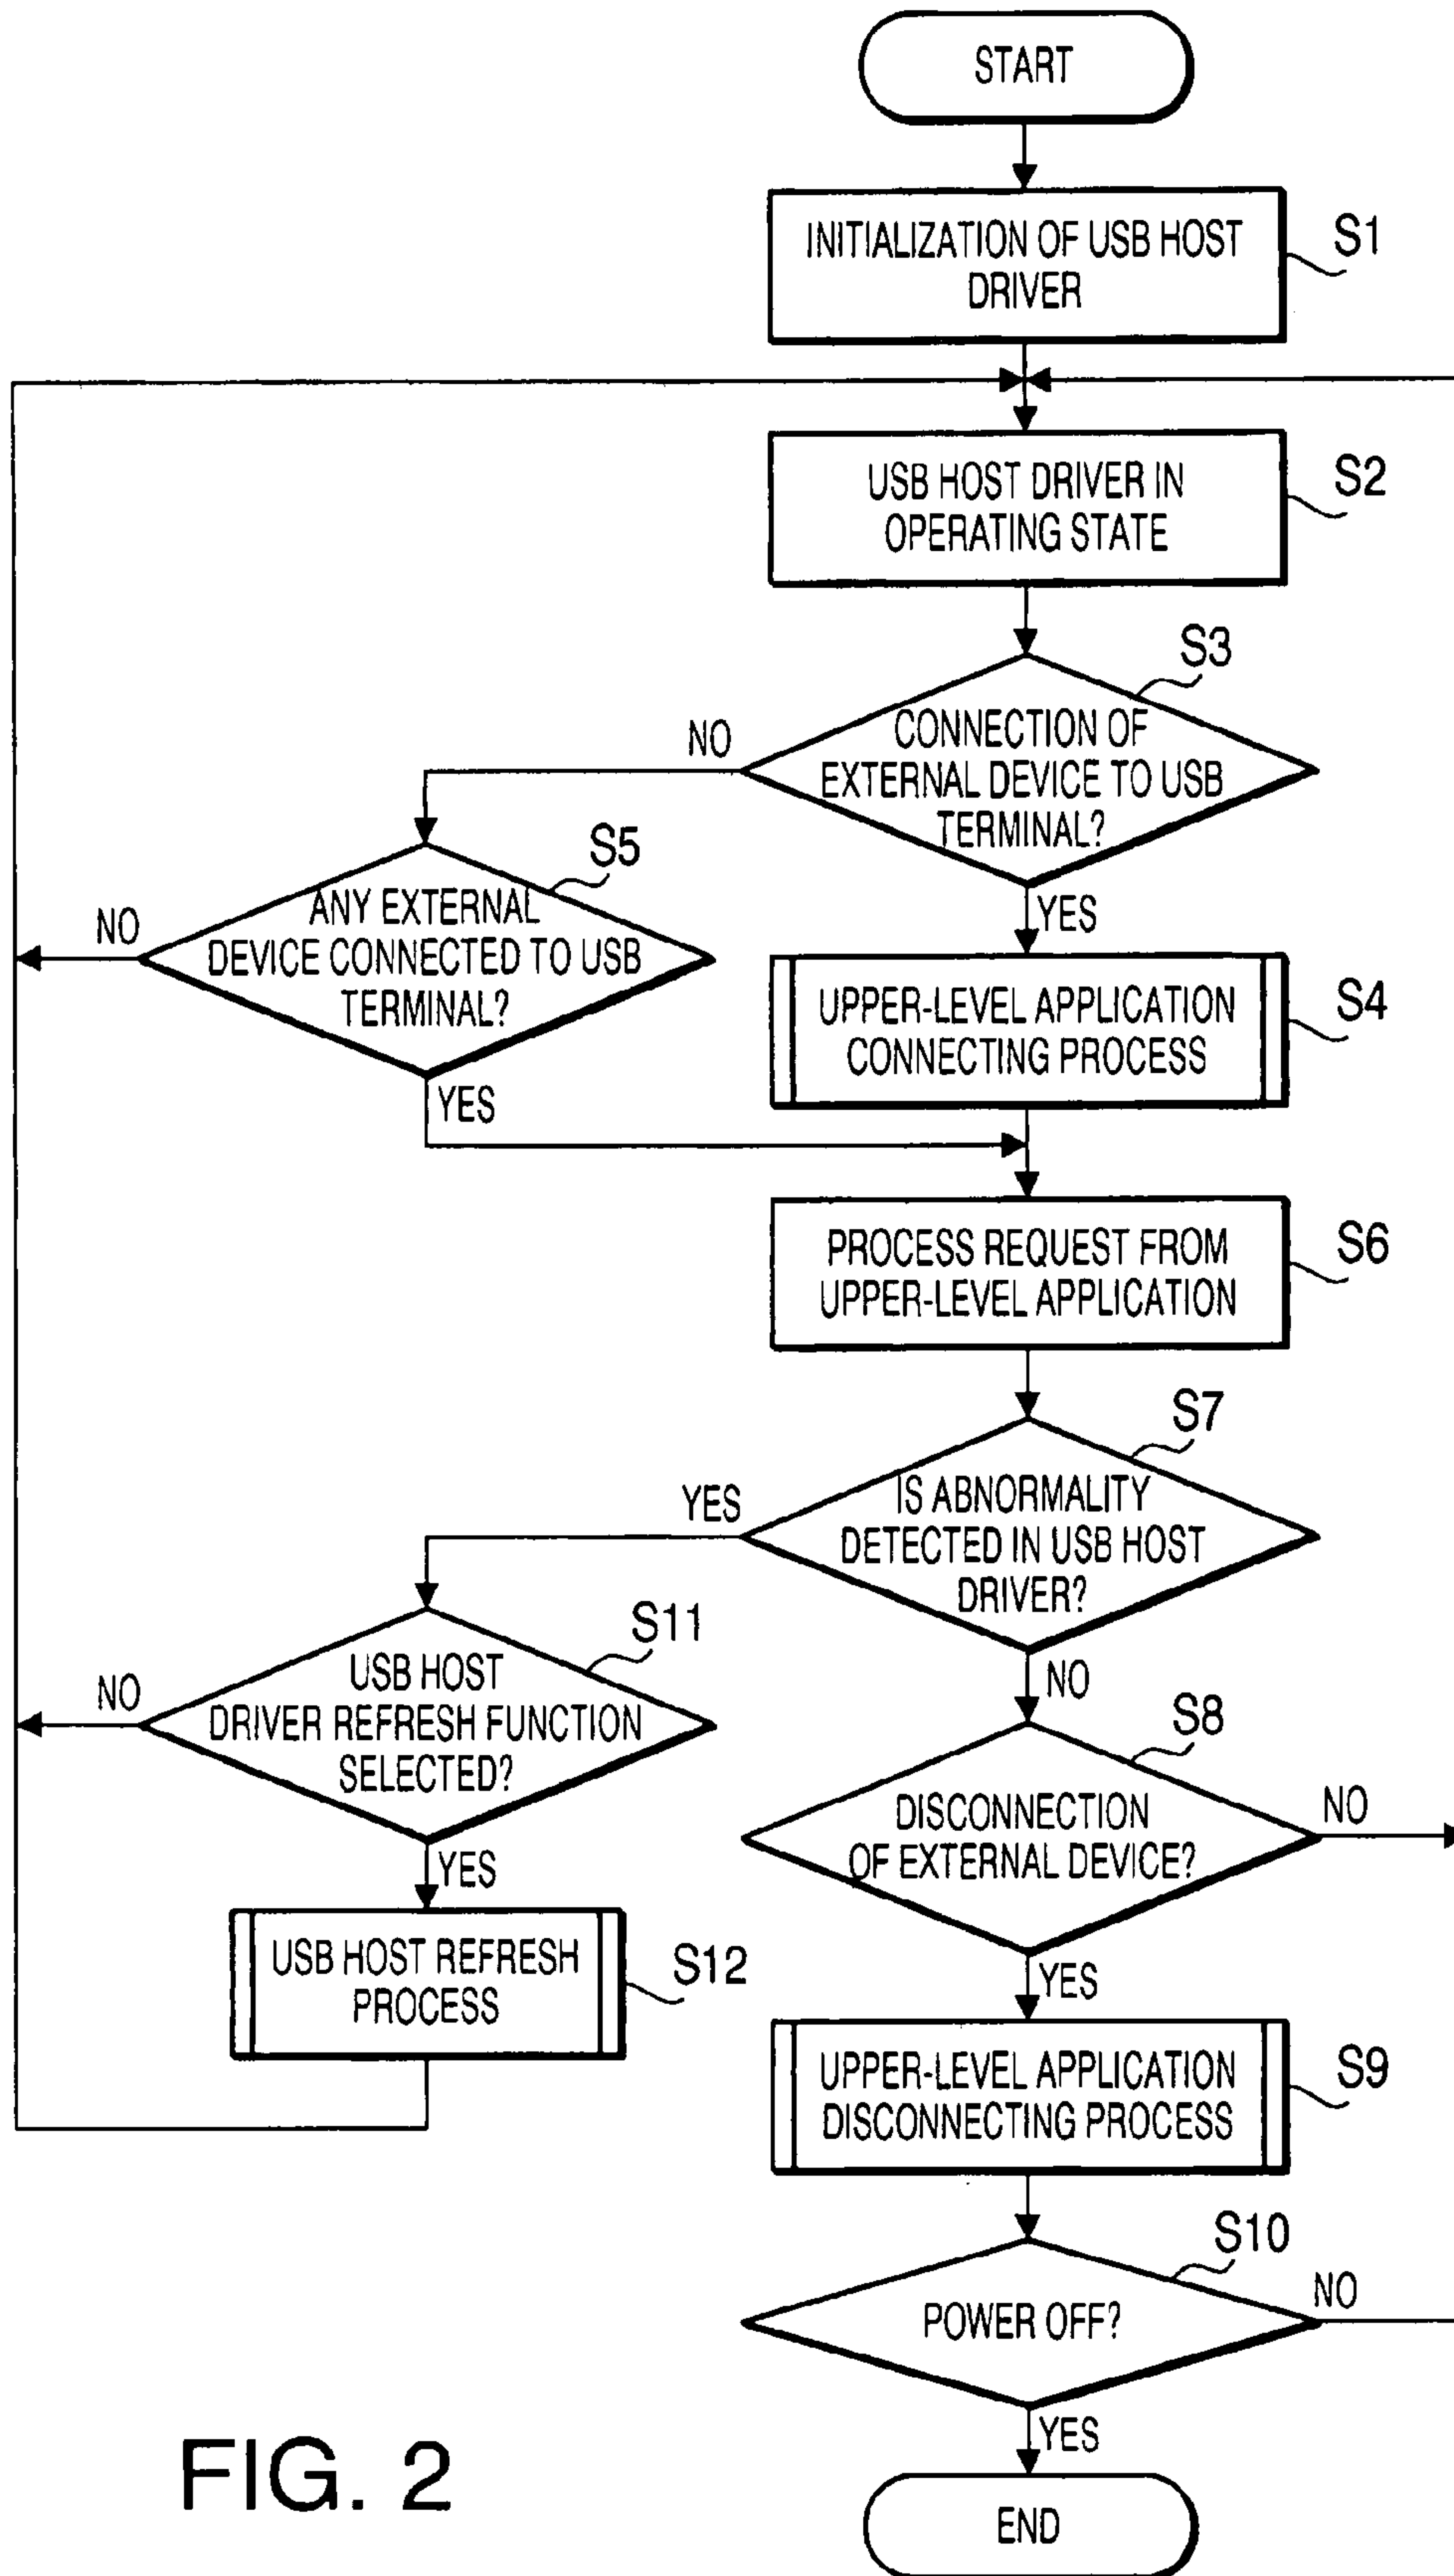 START
INITIALIZATION OF USB HOST
DRIVER
S1
USB HOST DRIVER IN
OPERATING STATE
S2
S3
CONNECTION OF
EXTERNAL DEVICE TO USB
TERMINAL?
NO
YES
S5
ANY EXTERNAL
DEVICE CONNECTED TO USB
TERMINAL?
NO
YES
UPPER-LEVEL APPLICATION
CONNECTING PROCESS
S4
PROCESS REQUEST FROM
UPPER-LEVEL APPLICATION
S6
S7
IS ABNORMALITY
DETECTED IN USB HOST
DRIVER?
YES
NO
S11
USB HOST
DRIVER REFRESH FUNCTION
SELECTED?
NO
YES
USB HOST REFRESH
PROCESS
S12
S8
DISCONNECTION
OF EXTERNAL DEVICE?
NO
YES
UPPER-LEVEL APPLICATION
DISCONNECTING PROCESS
S9
S10
POWER OFF?
NO
YES
END
FIG. 2